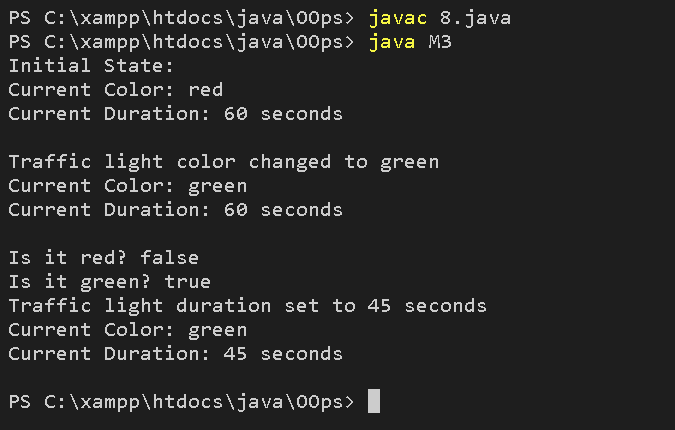 PS C:\xampp\htdocs\java\OOps> javac 8.java
PS C:\xampp\htdocs\java\OOps> java M3
Initial State:
Current Color: red
Current Duration: 60 seconds
Traffic light color changed to green
Current Color: green
Current Duration: 60 seconds
Is it red? false
Is it green? true
Traffic light duration set to 45 seconds
Current Color: green
Current Duration: 45 seconds
PS C:\xampp\htdocs\java\OOps>